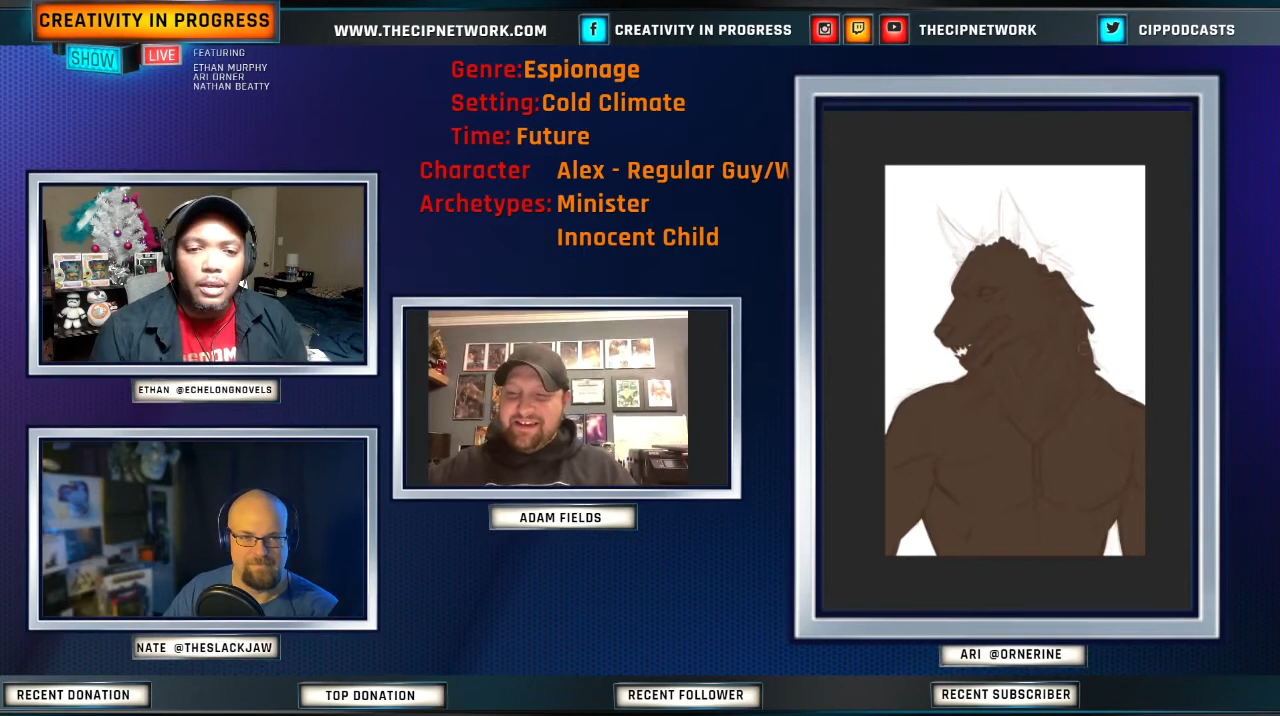 CREATIVITY IN PROGRESS
SHOW LIVE
FEATURING
ETHAN MURPHY
ARI ORNER
NATHAN BEATTY
WWW.THECIPNETWORK.COM
CREATIVITY IN PROGRESS
THECIPNETWORK
CIPPODCASTS
Genre:Espionage
Setting:Cold Climate
Time: Future
Character Alex - Regular Guy/W
Archetypes: Minister
Innocent Child
ETHAN @ECHELONGNOVELS
ADAM FIELDS
NATE @THESLACKJAW
ARI @ORNERINE
RECENT DONATION
TOP DONATION
RECENT FOLLOWER
RECENT SUBSCRIBER